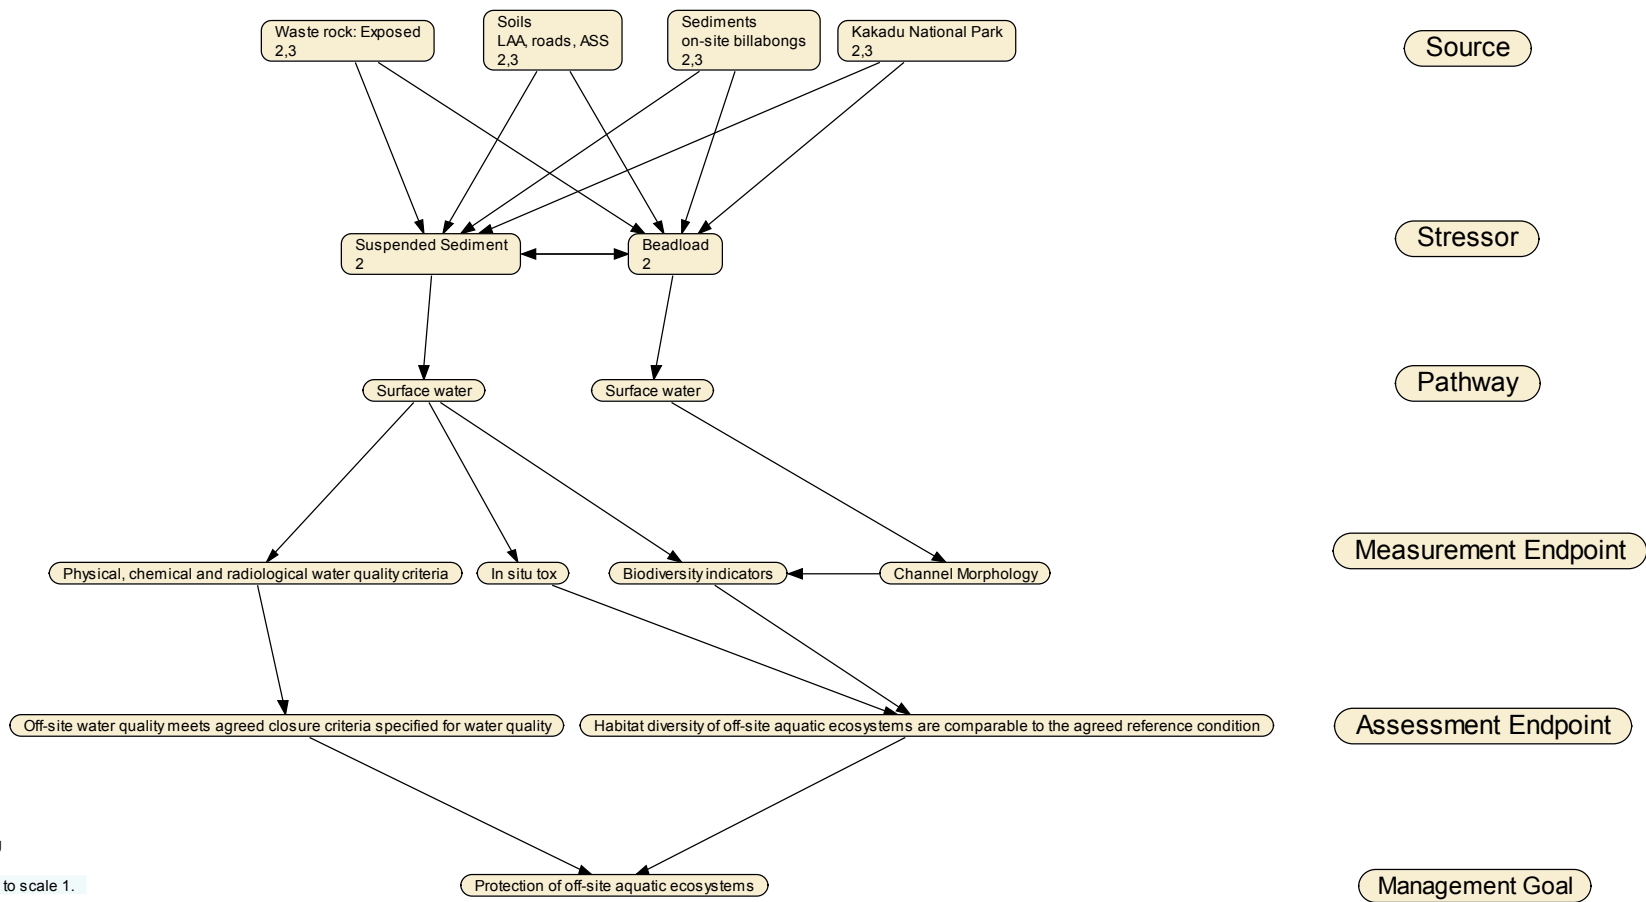 Waste rock: Exposed
2,3
Soils
LAA, roads, ASS
2,3
Sediments
on-site billabongs
2,3
Kakadu National Park
2,3
Source
Suspended Sediment
2
Beadload
2
Stressor
Surface water
Surface water
Pathway
Physical, chemical and radiological water quality criteria
In situ tox
Biodiversity indicators
Channel Morphology
Measurement Endpoint
Off-site water quality meets agreed closure criteria specified for water quality
Habitat diversity of off-site aquatic ecosystems are comparable to the agreed reference condition
Assessment Endpoint
to scale 1.
Protection of off-site aquatic ecosystems
Management Goal